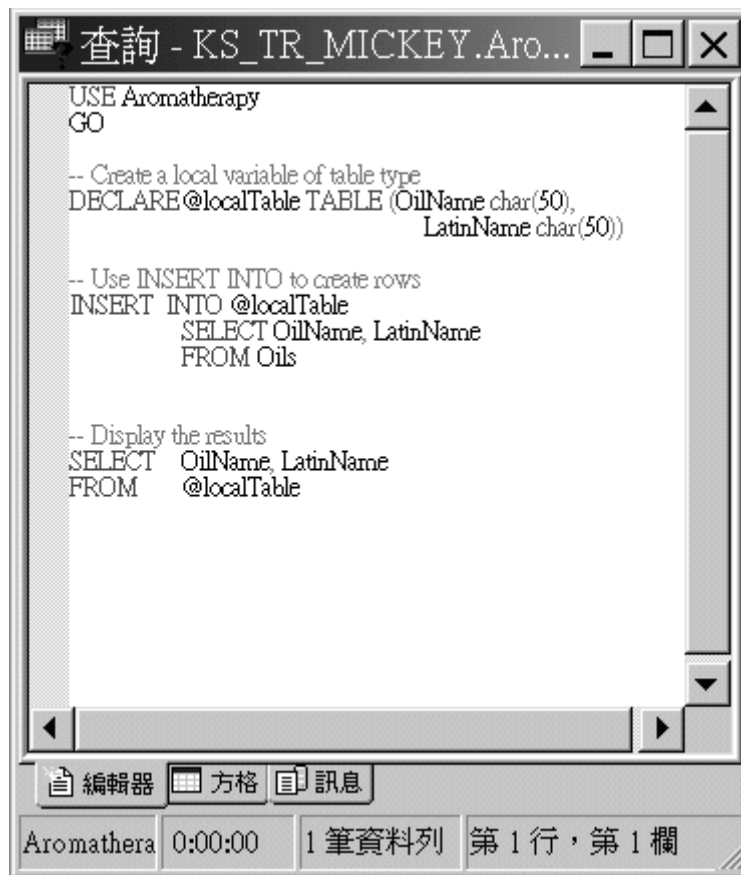 查詢 - KS_TR_MICKEY.Aro...
USE Aromatherapy
GO
-- Create a local variable of table type
DECLARE @localTable TABLE (OilName char(50),
LatinName char(50))
-- Use INSERT INTO to create rows
INSERT INTO @localTable
SELECT OilName, LatinName
FROM Oils
-- Display the results
SELECT OilName, LatinName
FROM @localTable
編輯器 方格 訊息
Aromathera 0:00:00 1 筆資料列 第 1 行，第 1 欄